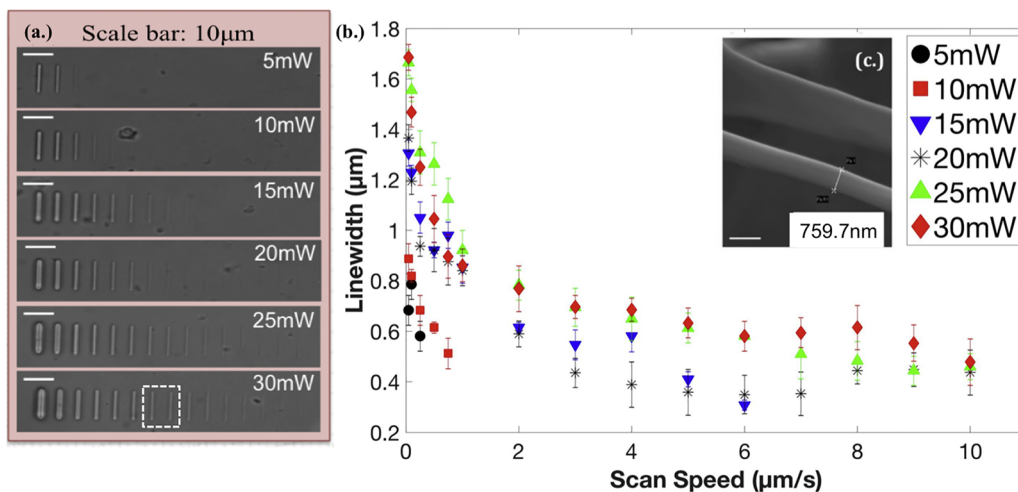 (a.) Scale bar: 10μm
5mW
10mW
15mW
20mW
25mW
30mW
(b.)
Linewidth (μm)
1.8
1.6
1.4
1.2
1
0.8
0.6
0.4
0.2
0 2 4 6 8 10
Scan Speed (μm/s)
(c.)
759.7nm
5mW
10mW
15mW
20mW
25mW
30mW